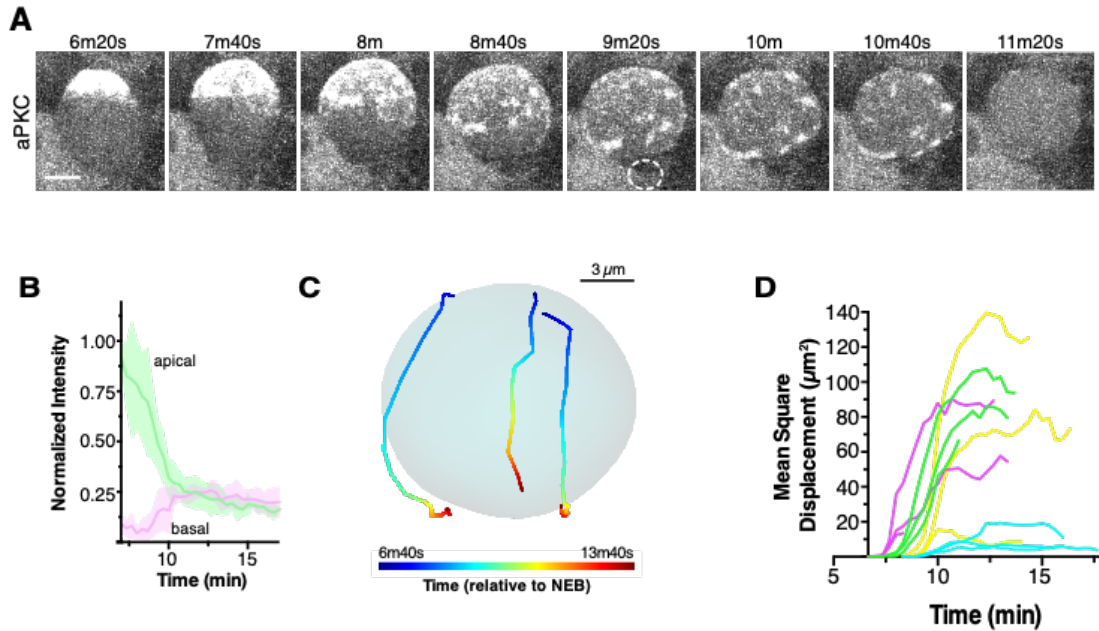 A
6m20s 7m40s 8m 8m40s 9m20s 10m 10m40s 11m20s
aPKC
B
Normalized Intensity
1.00
0.75
0.50
0.25
apical
basal
10 15
Time (min)
C
3 µm
6m40s 13m40s
Time (relative to NEB)
D
Mean Square
Displacement (µm²)
140
120
100
80
60
40
20
5 10 15
Time (min)